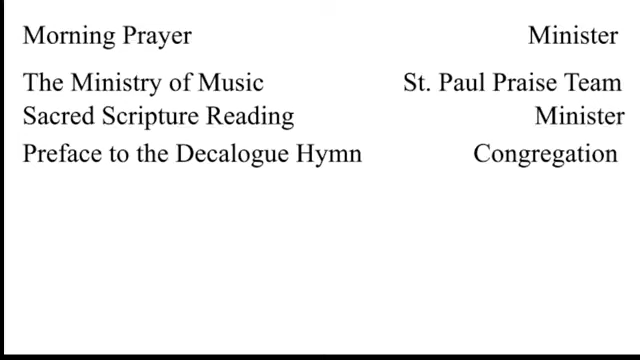 Morning Prayer Minister
The Ministry of Music St. Paul Praise Team
Sacred Scripture Reading Minister
Preface to the Decalogue Hymn Congregation